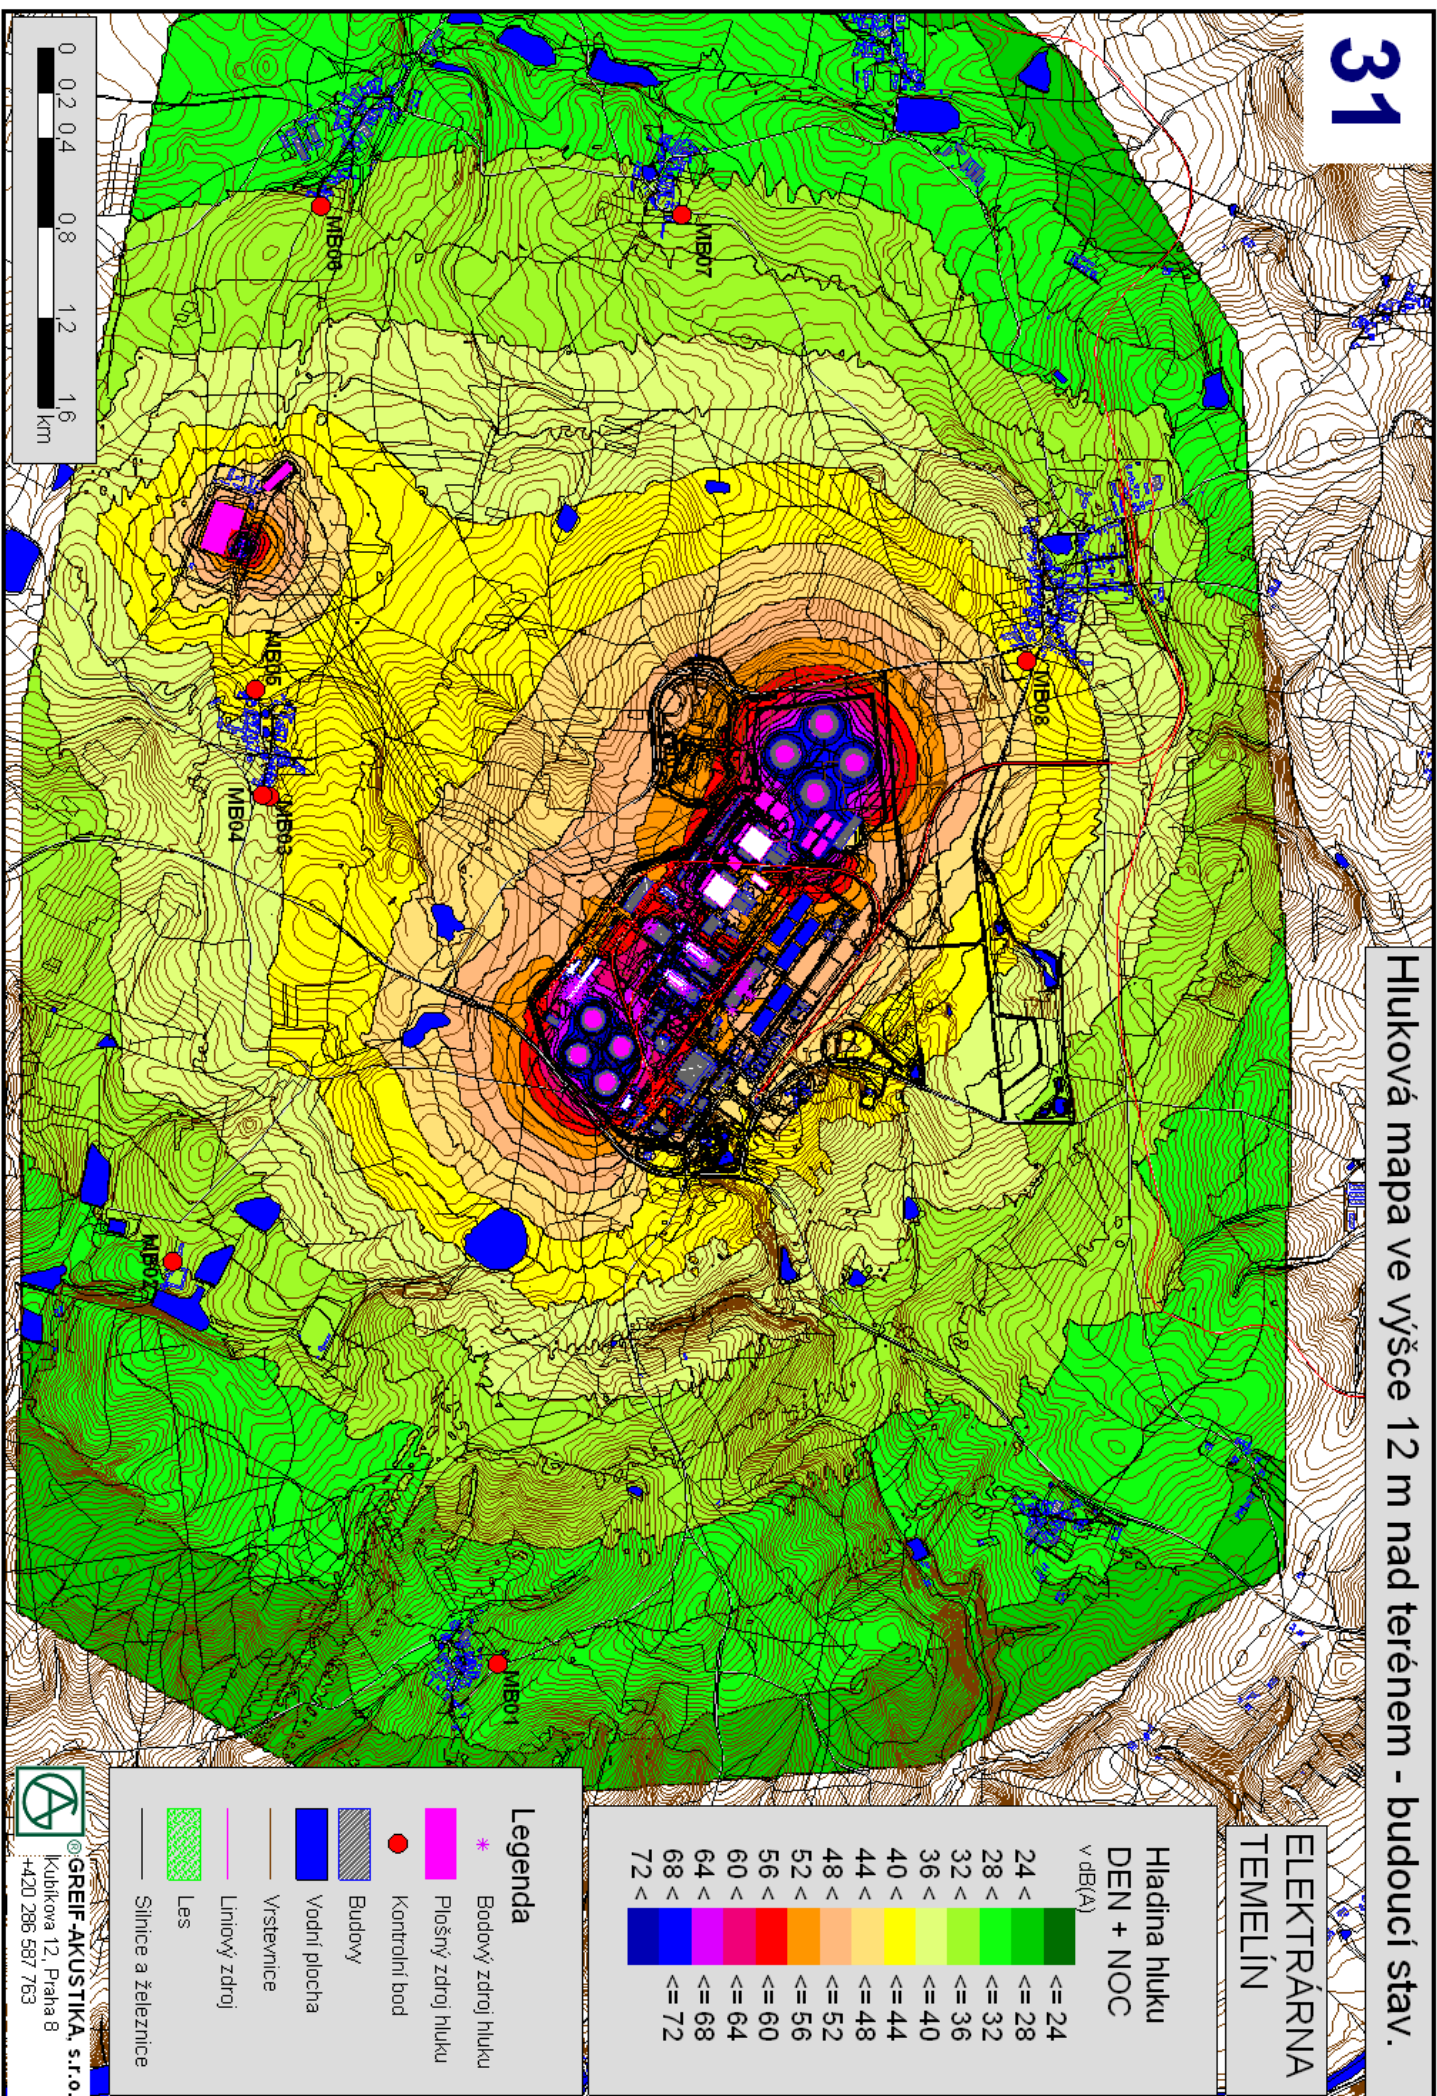 31
Hluková mapa ve výšce 12 m nad terénem - budoucí stav.
ELEKTRÁRNA
TEMELÍN
Hladina hluku
DEN + NOC
v dB(A)
<= 24
24 < <= 28
28 < <= 32
32 < <= 36
36 < <= 40
40 < <= 44
44 < <= 48
48 < <= 52
52 < <= 56
56 < <= 60
60 < <= 64
64 < <= 68
68 < <= 72
72 <
Legenda
Bodový zdroj hluku
Plošný zdroj hluku
Kontrolní bod
Budovy
Vodní plocha
Vrstevnice
Liniový zdroj
Les
Silnice a železnice
MB08
MB07
MB01
MB06
MB05
MB03
MB04
MB02
0 0,2 0,4 0,8 1,2 1,6
km
®GREIF-AKUSTIKA, s.r.o.
Kubíkova 12, Praha 8
+420 286 587 763